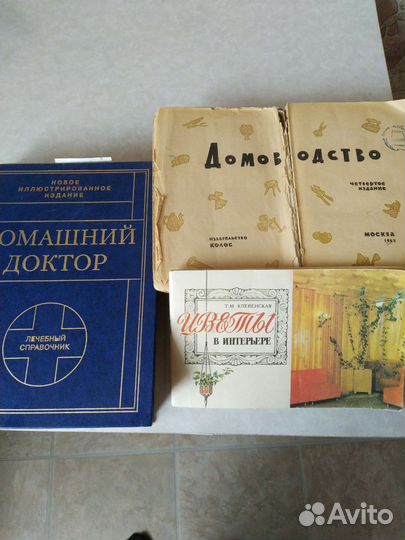 НОВОЕ
ИЛЛЮСТРИРОВАННОЕ
ИЗДАНИЕ
ОМАШНИЙ
ДОКТОР
ЛЕЧЕБНЫЙ
СПРАВОЧНИК
Домоводство
издательство
КОЛОС
четвертое
издание
МОСКВА
Т.М. КЛЕВЕНСКАЯ
ЦВЕТЫ
В ИНТЕРЬЕРЕ
Avito